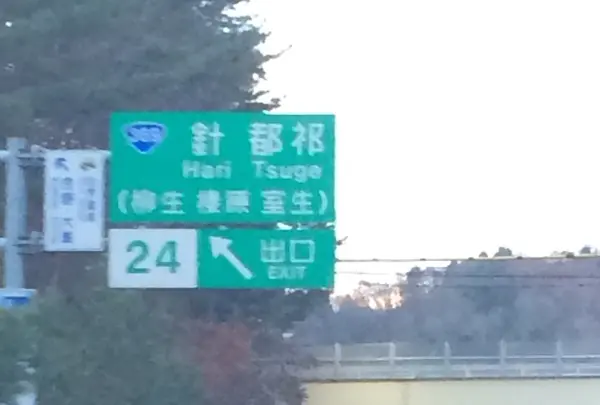 369 針 都祁
Hari Tsuge
(柳生 榛原 室生)
24 出口
EXIT